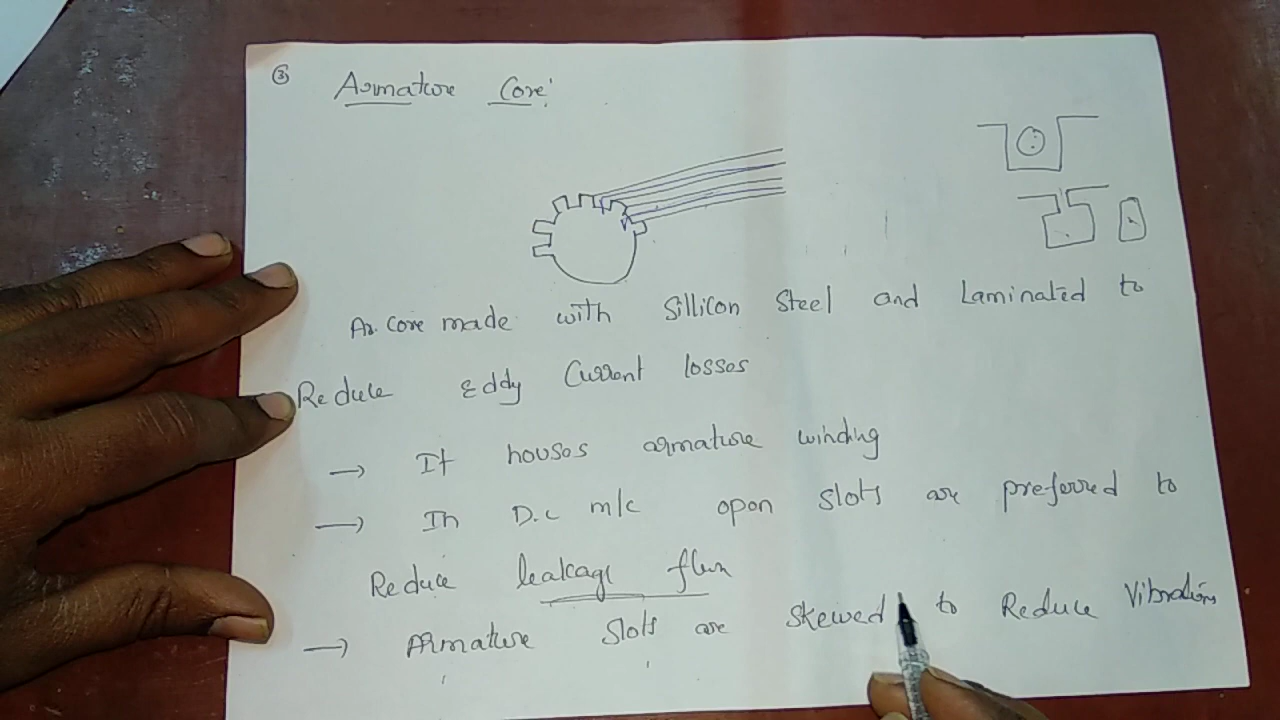 ③ Armature Core:
Ar. Core made with Sillicon Steel and Laminated to
Reduce Eddy Current losses
→ It houses armature winding
→ In D.C m/c open slots are preferred to
Reduce leakage flux
→ Armature Slots are Skewed to Reduce Vibrations